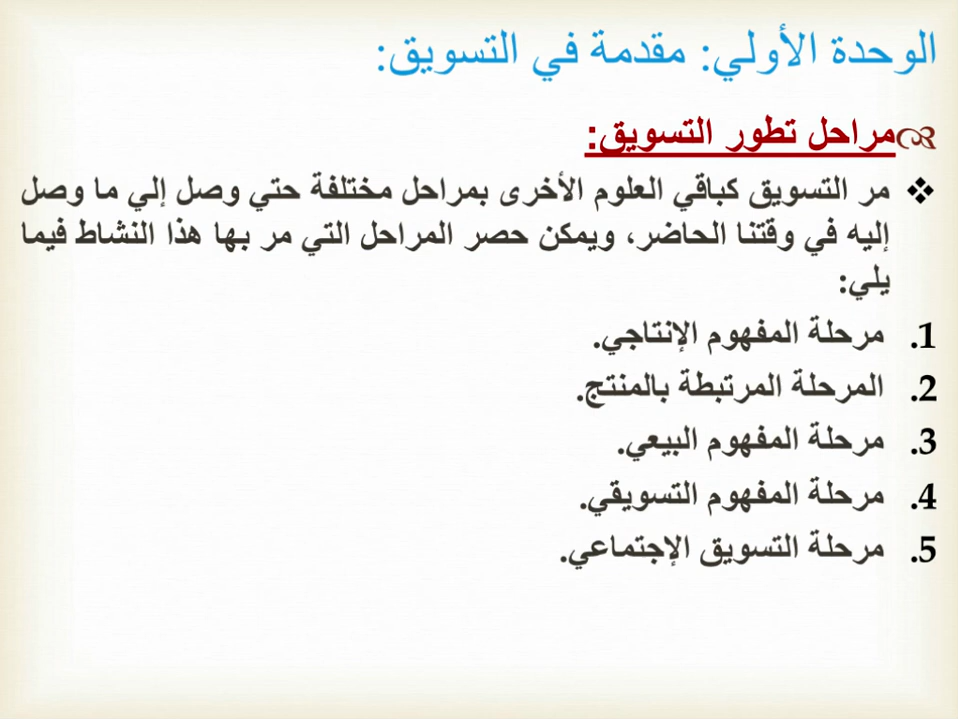 الوحدة الأولي: مقدمة في التسويق:
مراحل تطور التسويق:
مر التسويق كباقي العلوم الأخرى بمراحل مختلفة حتي وصل إلي ما وصل
إليه في وقتنا الحاضر، ويمكن حصر المراحل التي مر بها هذا النشاط فيما
يلي:
1. مرحلة المفهوم الإنتاجي.
2. المرحلة المرتبطة بالمنتج.
3. مرحلة المفهوم البيعي.
4. مرحلة المفهوم التسويقي.
5. مرحلة التسويق الإجتماعي.